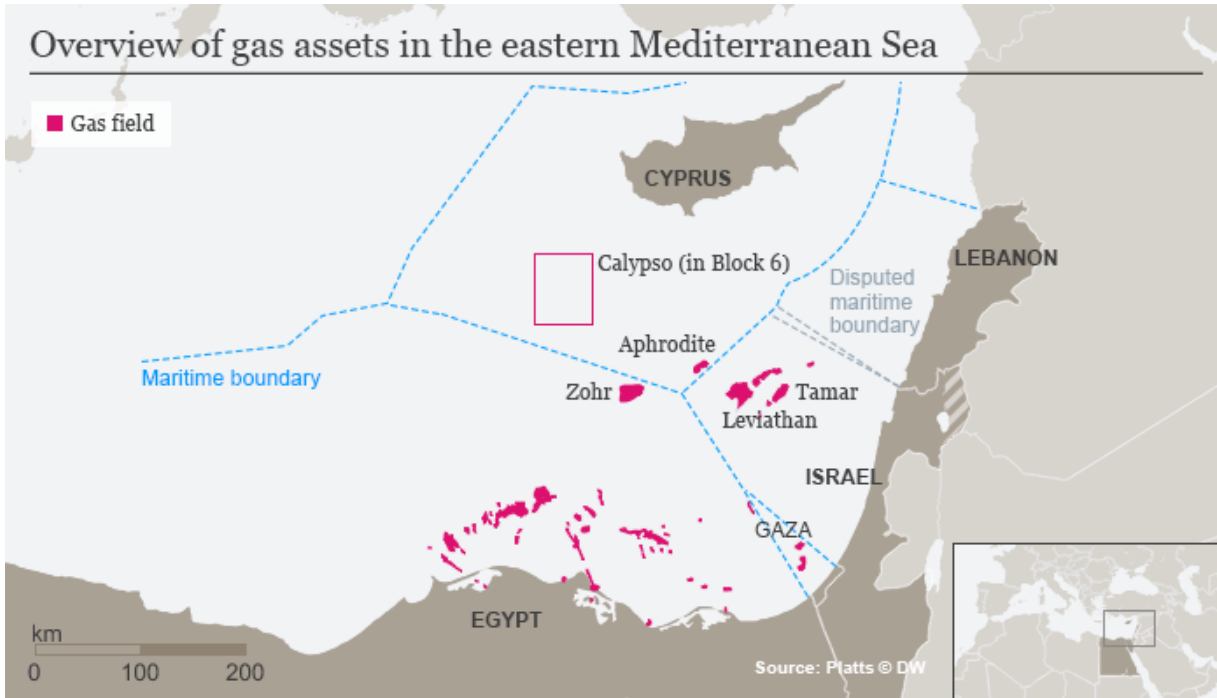 Overview of gas assets in the eastern Mediterranean Sea
Gas field
CYPRUS
Calypso (in Block 6)
LEBANON
Disputed
maritime
boundary
Aphrodite
Maritime boundary
Zohr
Tamar
Leviathan
ISRAEL
GAZA
EGYPT
km
0 100 200
Source: Platts © DW